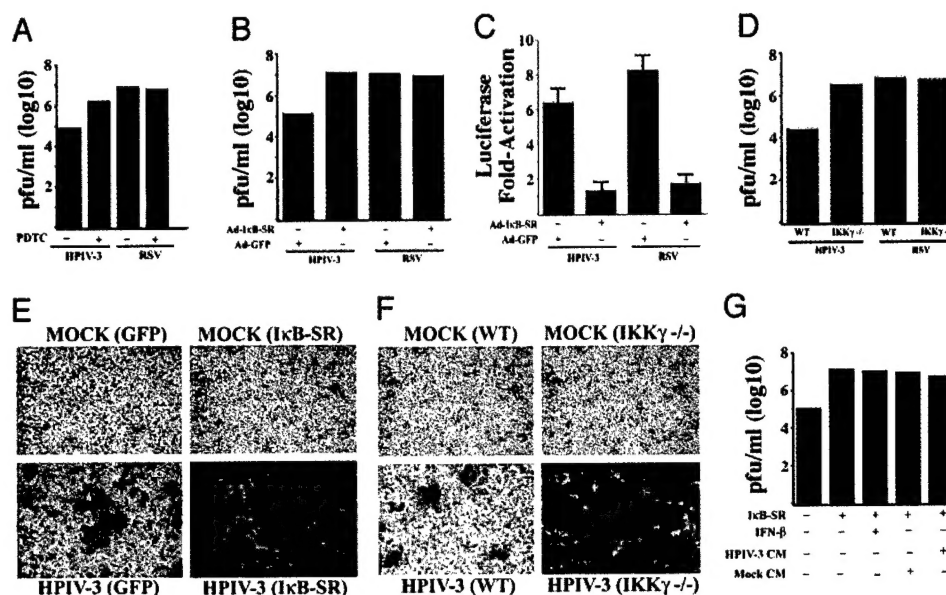 A
pfu/ml (log10)
8
6
4
2
PDTC
− + − +
HPIV-3 RSV
B
pfu/ml (log10)
8
6
4
2
Ad-IκB-SR − + − +
Ad-GFP + − + −
HPIV-3 RSV
C
Luciferase
Fold-Activation
10
8
6
4
2
Ad-IκB-SR − + − +
Ad-GFP + − + −
HPIV-3 RSV
D
pfu/ml (log10)
8
6
4
2
WT IKKγ-/- WT IKKγ-
HPIV-3 RSV
E
MOCK (GFP) MOCK (IκB-SR)
HPIV-3 (GFP) HPIV-3 (IκB-SR)
F
MOCK (WT) MOCK (IKKγ -/-)
HPIV-3 (WT) HPIV-3 (IKKγ -/-)
G
pfu/ml (log10)
8
6
4
2
IκB-SR − + + + +
IFN-β − − + − −
HPIV-3 CM − − − − +
Mock CM − − − + −